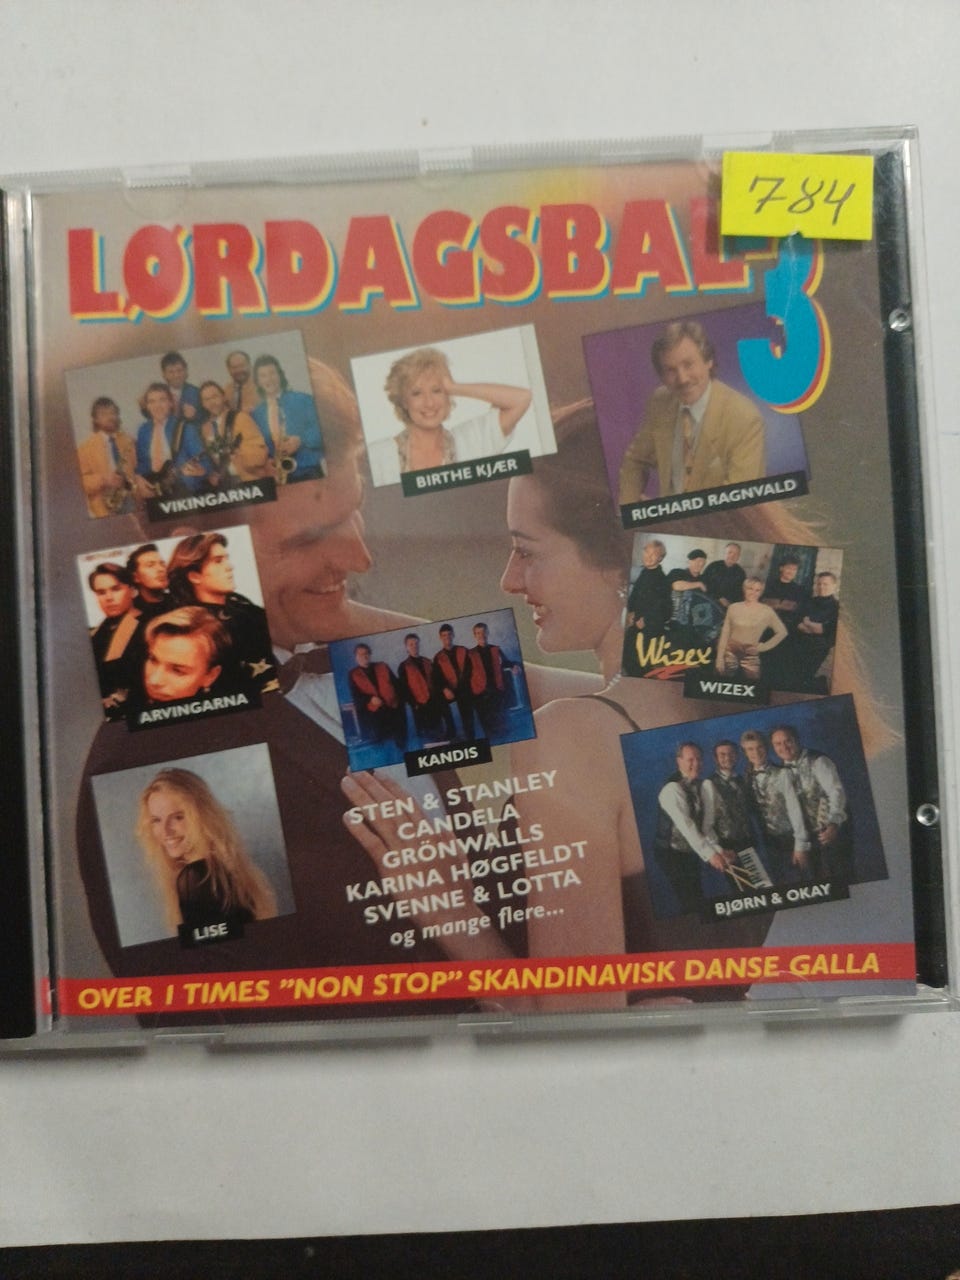 784
LØRDAGSBAL 3
VIKINGARNA
BIRTHE KJÆR
RICHARD RAGNVALD
ARVINGARNA
KANDIS
Wizex
WIZEX
LISE
STEN & STANLEY
CANDELA
GRÖNWALLS
KARINA HØGFELDT
SVENNE & LOTTA
og mange flere...
BJØRN & OKAY
OVER 1 TIMES "NON STOP" SKANDINAVISK DANSE GALLA